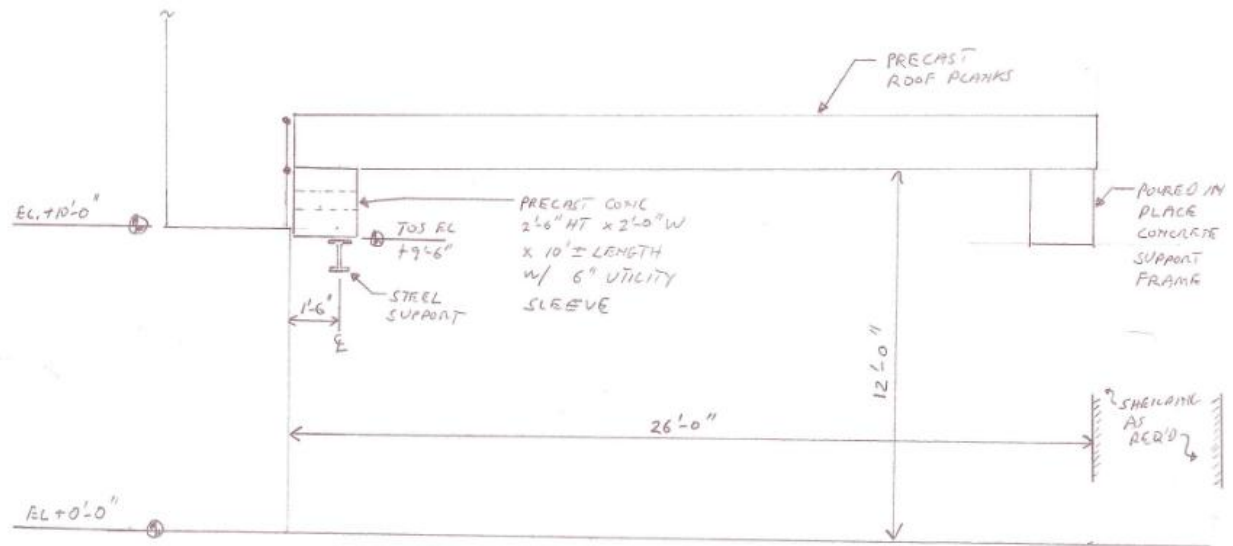 PRECAST
ROOF PLANKS
EL. +10'-0"
TOS EL
+9'-6"
PRECAST CONC
2'-6" HT x 2'-0" W
x 10' ± LENGTH
W/ 6" UTILITY
SLEEVE
POURED IN
PLACE
CONCRETE
SUPPORT
FRAME
1'-6"
STEEL
SUPPORT
℄
12'-0"
26'-0"
SHEILDING
AS
REQ'D
EL +0'-0"